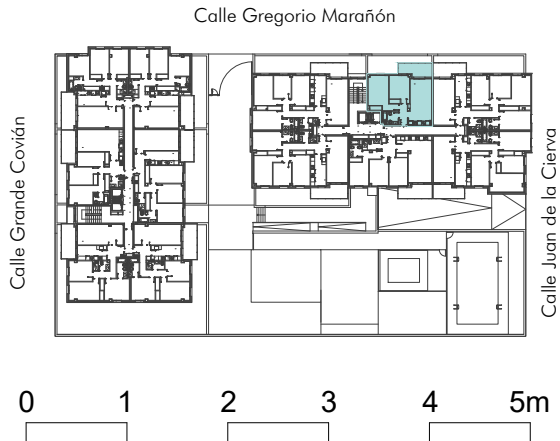 Calle Gregorio Marañón
Calle Grande Covián
Calle Juan de la Cierva
0 1 2 3 4 5m